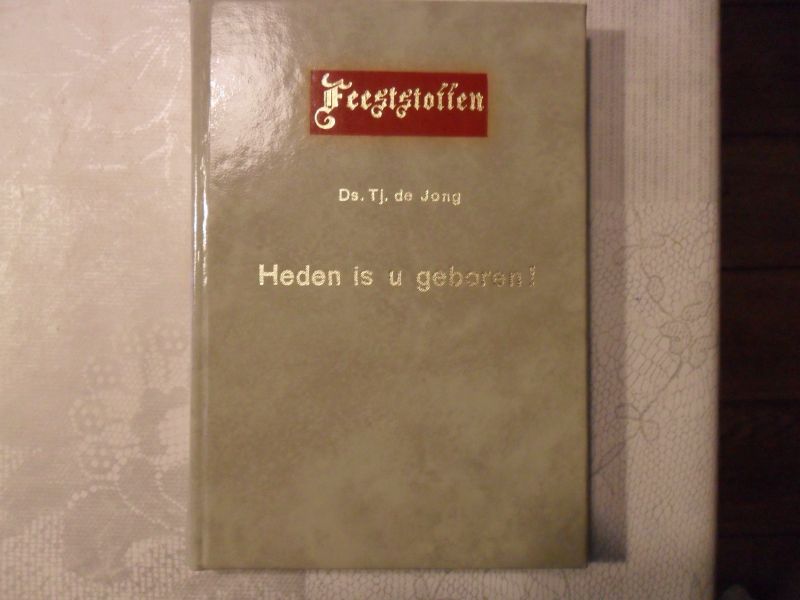 Feeststoffen
Ds. Tj. de Jong
Heden is u geboren!